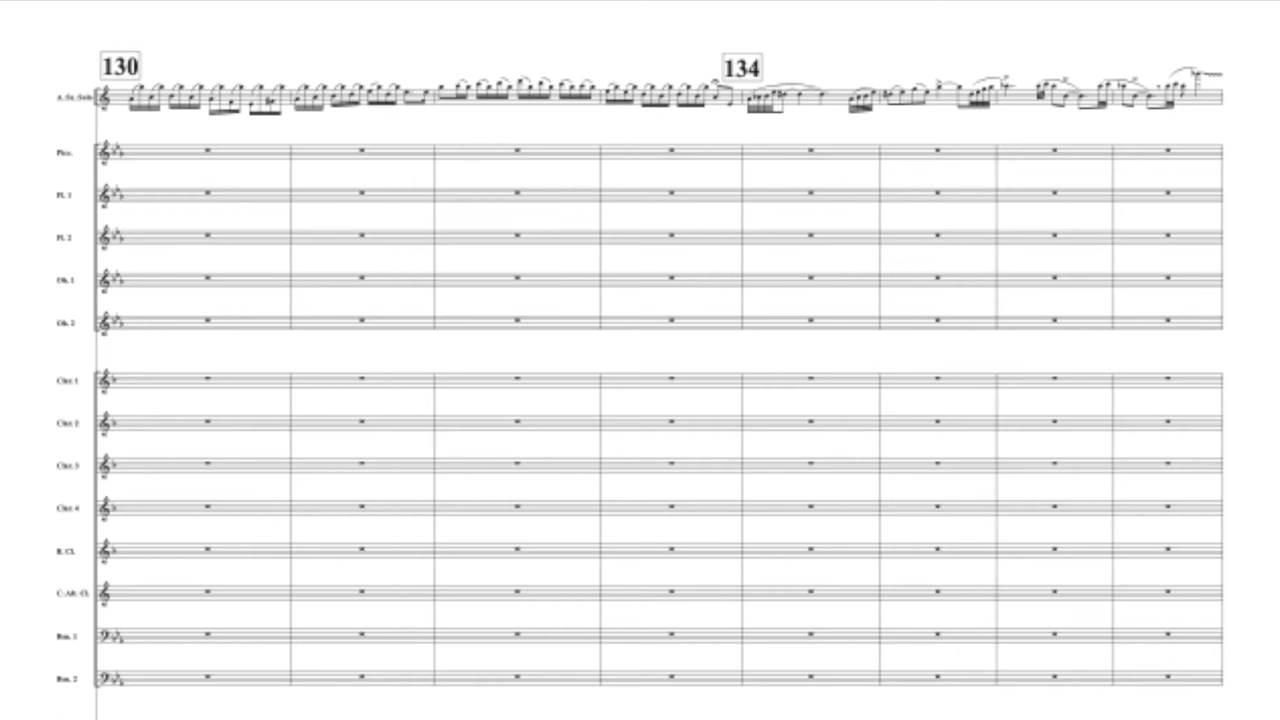 130
134
A. Sx. Solo
Picc.
Fl. 1
Fl. 2
Ob. 1
Ob. 2
Clar. 1
Clar. 2
Clar. 3
Clar. 4
B. Cl.
C-Alt. Cl.
Bsn. 1
Bsn. 2